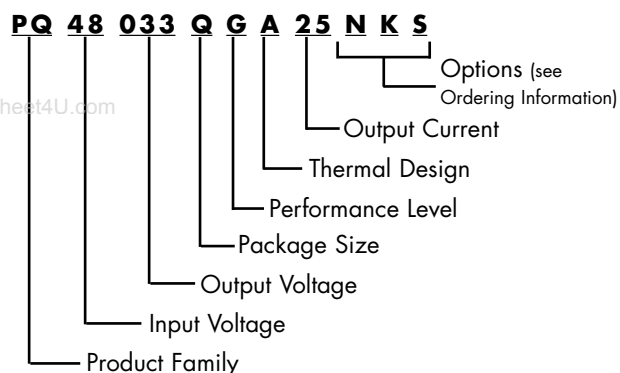 PQ 48 033 Q G A 25 N K S
Options (see
Ordering Information)
heet4U.com
Output Current
Thermal Design
Performance Level
Package Size
Output Voltage
Input Voltage
Product Family